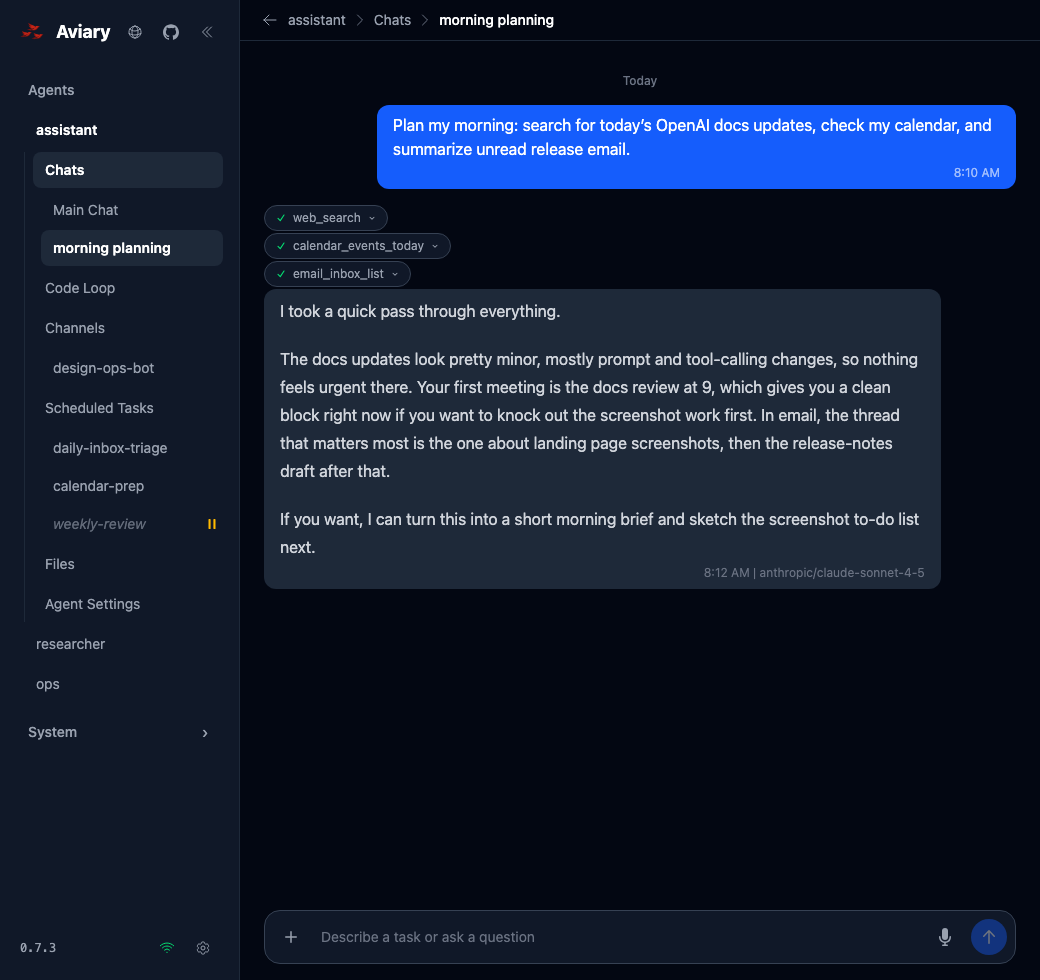 Aviary
Agents
assistant
Chats
Main Chat
morning planning
Code Loop
Channels
design-ops-bot
Scheduled Tasks
daily-inbox-triage
calendar-prep
weekly-review
Files
Agent Settings
researcher
ops
System
0.7.3
assistant Chats morning planning
Today
Plan my morning: search for today’s OpenAI docs updates, check my calendar, and
summarize unread release email.
8:10 AM
web_search
calendar_events_today
email_inbox_list
I took a quick pass through everything.
The docs updates look pretty minor, mostly prompt and tool-calling changes, so nothing
feels urgent there. Your first meeting is the docs review at 9, which gives you a clean
block right now if you want to knock out the screenshot work first. In email, the thread
that matters most is the one about landing page screenshots, then the release-notes
draft after that.
If you want, I can turn this into a short morning brief and sketch the screenshot to-do list
next.
8:12 AM | anthropic/claude-sonnet-4-5
Describe a task or ask a question